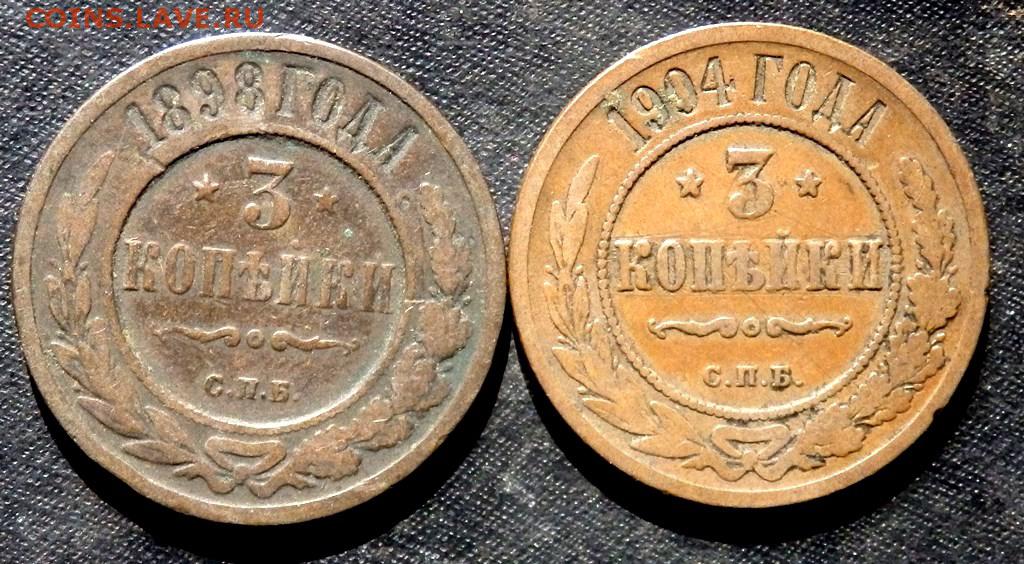 COINS.LAVE.RU
1898 ГОДА
3
КОПѢЙКИ
С.П.Б.
1904 ГОДА
3
КОПѢЙКИ
С.П.Б.